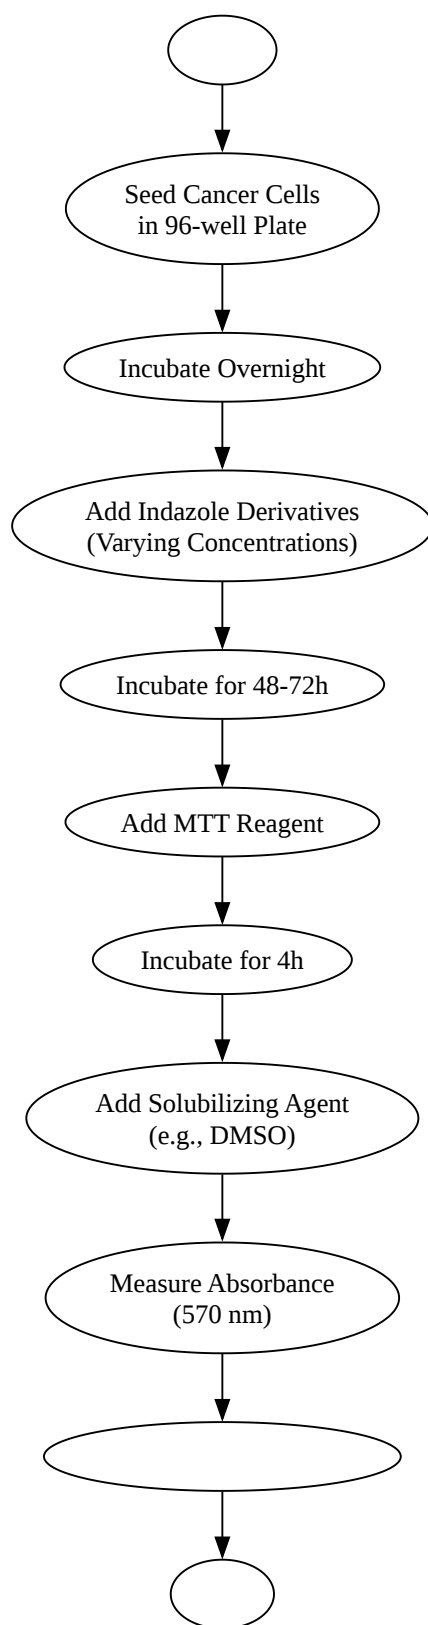 Seed Cancer Cells
in 96-well Plate
Incubate Overnight
Add Indazole Derivatives
(Varying Concentrations)
Incubate for 48-72h
Add MTT Reagent
Incubate for 4h
Add Solubilizing Agent
(e.g., DMSO)
Measure Absorbance
(570 nm)